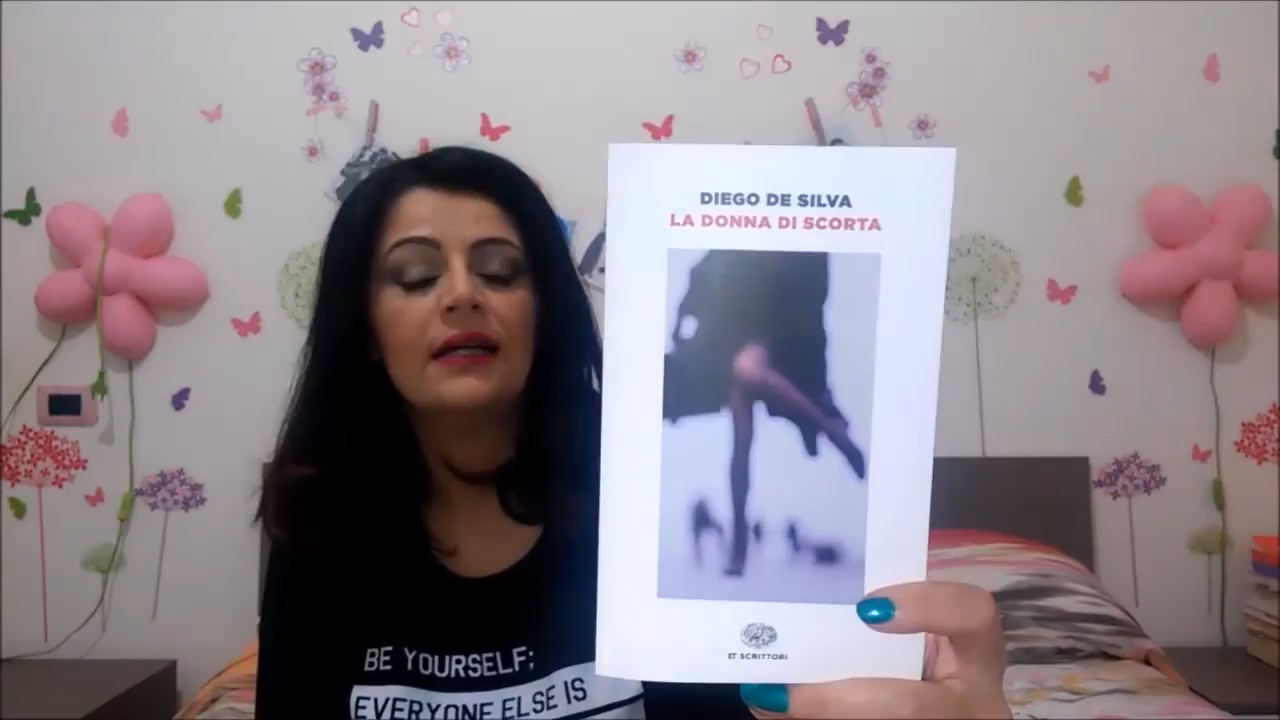 DIEGO DE SILVA
LA DONNA DI SCORTA
ET SCRITTORI
BE YOURSELF;
EVERYONE ELSE IS